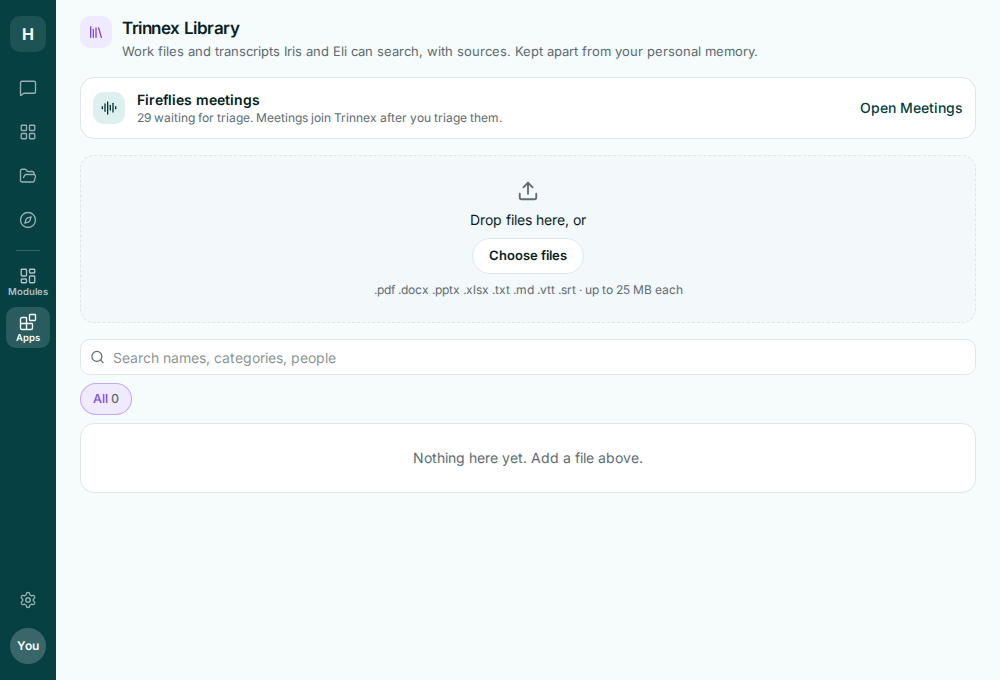 H
Modules
Apps
You
Trinnex Library
Work files and transcripts Iris and Eli can search, with sources. Kept apart from your personal memory.
Fireflies meetings
29 waiting for triage. Meetings join Trinnex after you triage them.
Open Meetings
Drop files here, or
Choose files
.pdf .docx .pptx .xlsx .txt .md .vtt .srt · up to 25 MB each
Search names, categories, people
All 0
Nothing here yet. Add a file above.